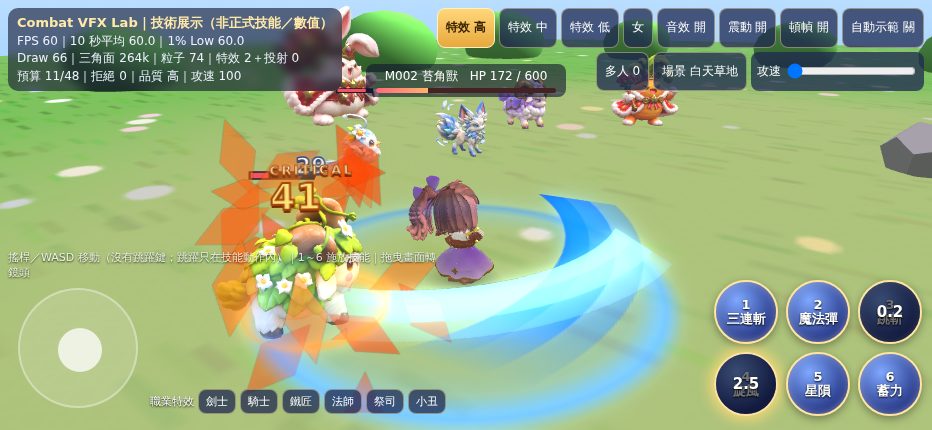 Combat VFX Lab｜技術展示（非正式技能／數值）
FPS 60｜10 秒平均 60.0｜1% Low 60.0
Draw 66｜三角面 264k｜粒子 74｜特效 2＋投射 0
預算 11/48｜拒絕 0｜品質 高｜攻速 100
特效 高
特效 中
特效 低
女
音效 開
震動 開
頓幀 開
自動示範 關
多人 0
場景 白天草地
攻速
M002 苔角獸 HP 172 / 600
CRITICAL
41
搖桿／WASD 移動（沒有跳躍鍵；跳躍只在技能動作內）｜1～6 施放技能｜拖曳畫面轉
鏡頭
1
三連斬
2
魔法彈
3
跳斬
0.2
4
旋風
2.5
5
星隕
6
蓄力
職業特效
劍士
騎士
鐵匠
法師
祭司
小丑